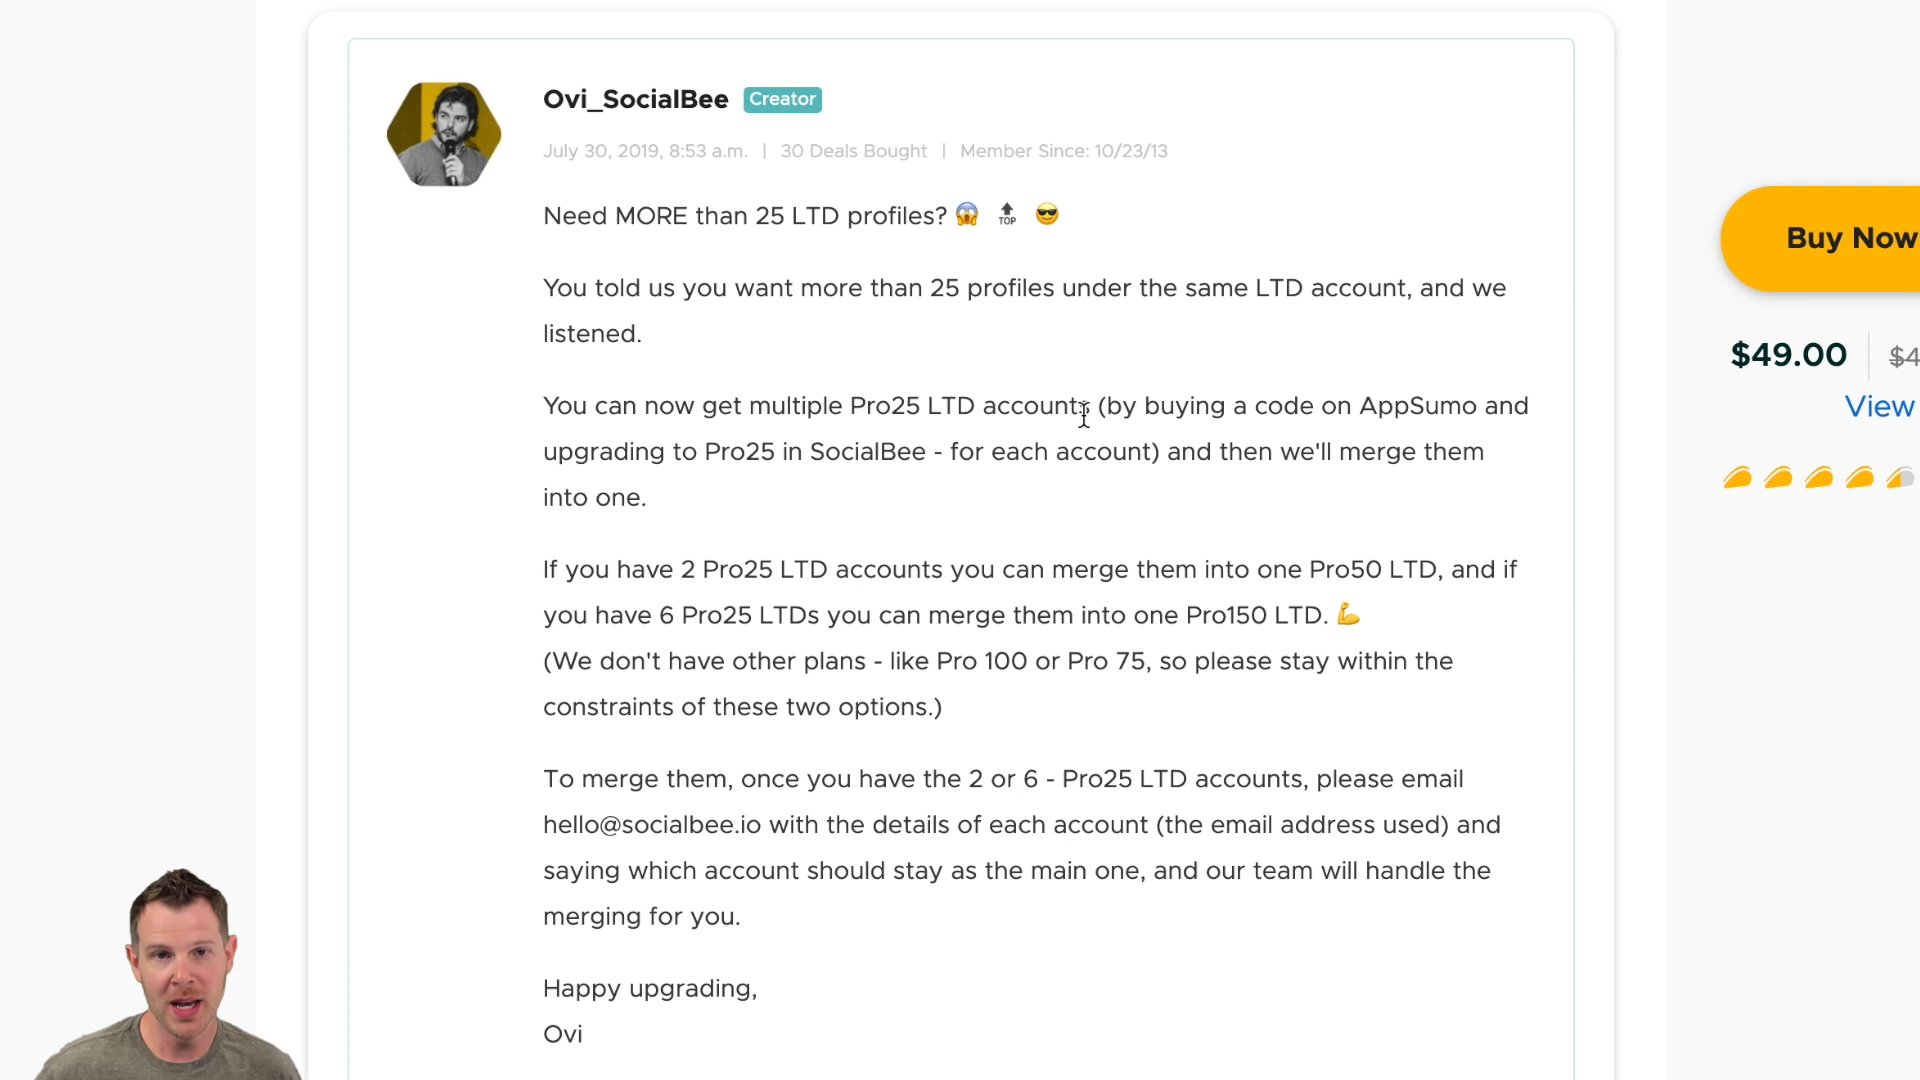 Ovi_SocialBee Creator
July 30, 2019, 8:53 a.m. | 30 Deals Bought | Member Since: 10/23/13
Need MORE than 25 LTD profiles? 😱 🔝 😎
You told us you want more than 25 profiles under the same LTD account, and we
listened.
You can now get multiple Pro25 LTD accounts (by buying a code on AppSumo and
upgrading to Pro25 in SocialBee - for each account) and then we'll merge them
into one.
If you have 2 Pro25 LTD accounts you can merge them into one Pro50 LTD, and if
you have 6 Pro25 LTDs you can merge them into one Pro150 LTD. 💪
(We don't have other plans - like Pro 100 or Pro 75, so please stay within the
constraints of these two options.)
To merge them, once you have the 2 or 6 - Pro25 LTD accounts, please email
hello@socialbee.io with the details of each account (the email address used) and
saying which account should stay as the main one, and our team will handle the
merging for you.
Happy upgrading,
Ovi
Buy Now
$49.00 $4
View